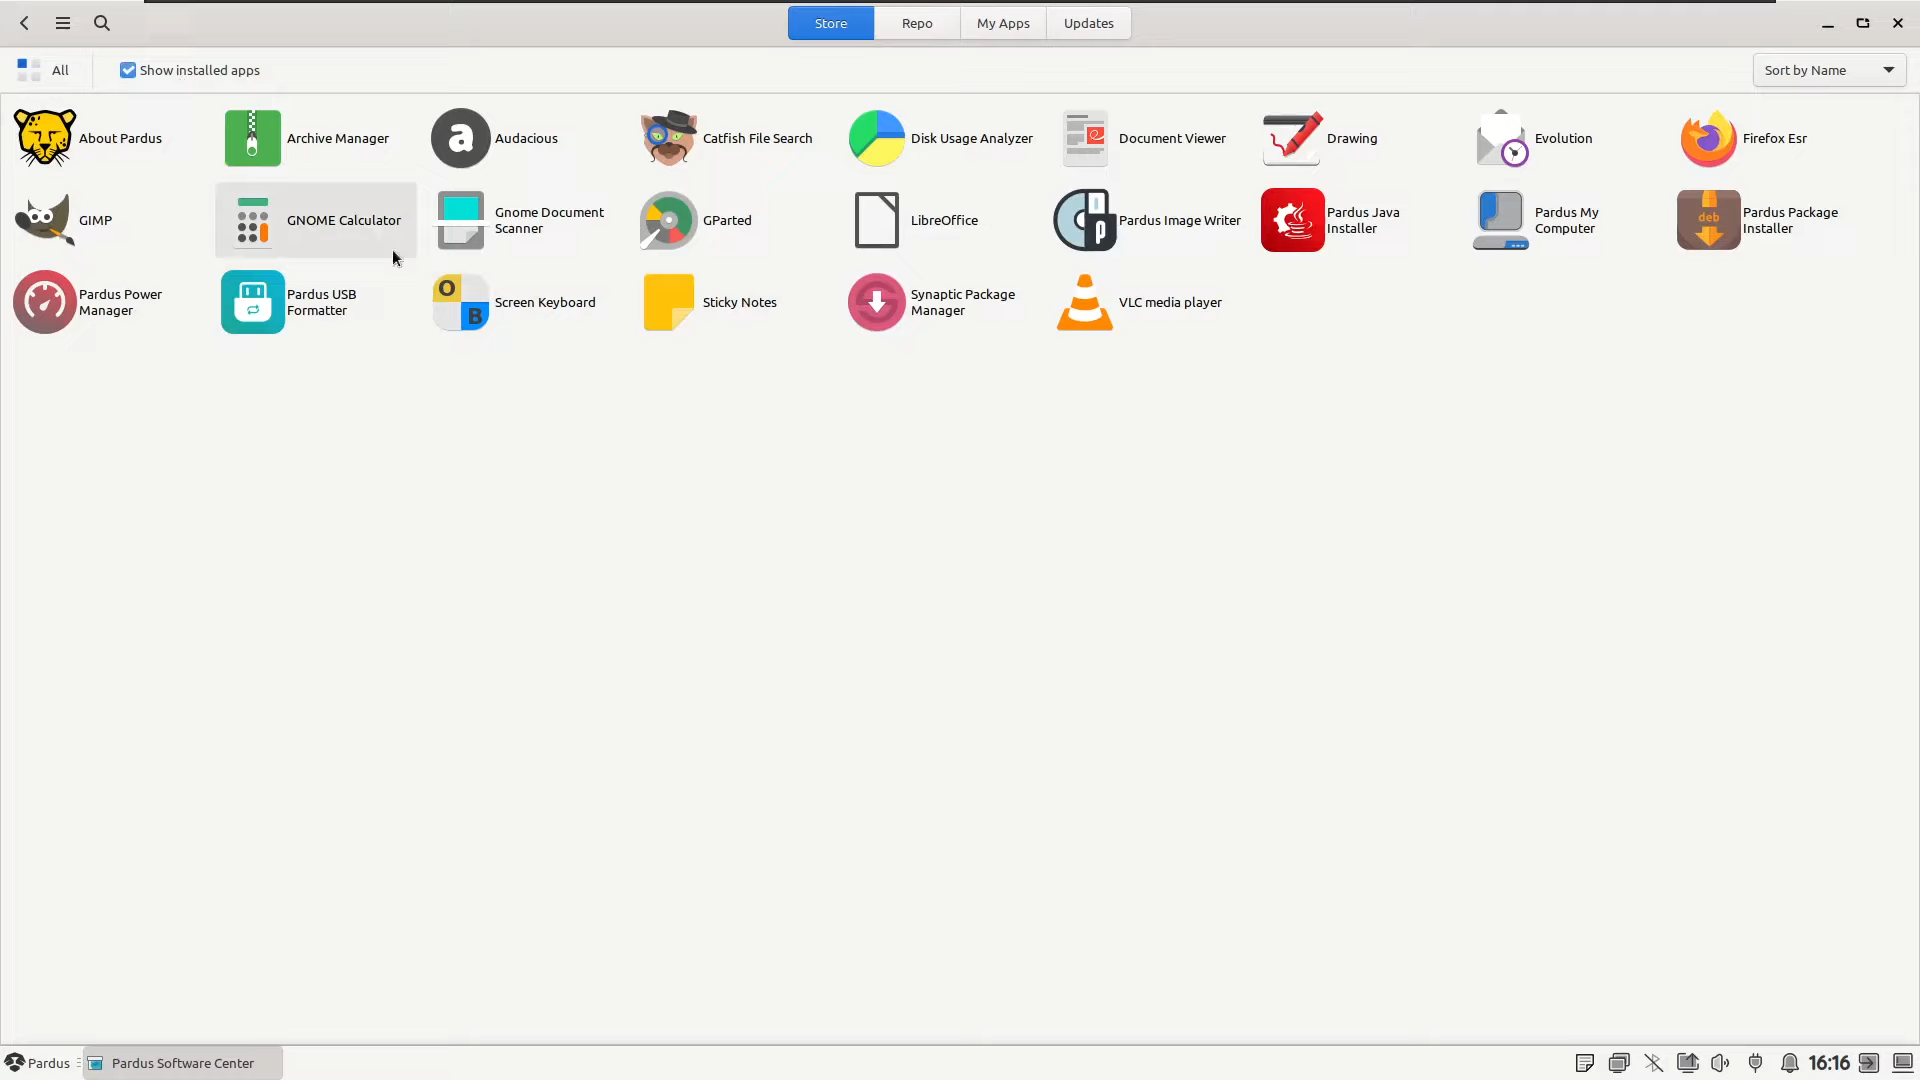 Store
Repo
My Apps
Updates
All
Show installed apps
Sort by Name
About Pardus
Archive Manager
Audacious
Catfish File Search
Disk Usage Analyzer
Document Viewer
Drawing
Evolution
Firefox Esr
GIMP
GNOME Calculator
Gnome Document
Scanner
GParted
LibreOffice
Pardus Image Writer
Pardus Java
Installer
Pardus My
Computer
deb
Pardus Package
Installer
Pardus Power
Manager
Pardus USB
Formatter
O
B
Screen Keyboard
Sticky Notes
Synaptic Package
Manager
VLC media player
Pardus
Pardus Software Center
16:16